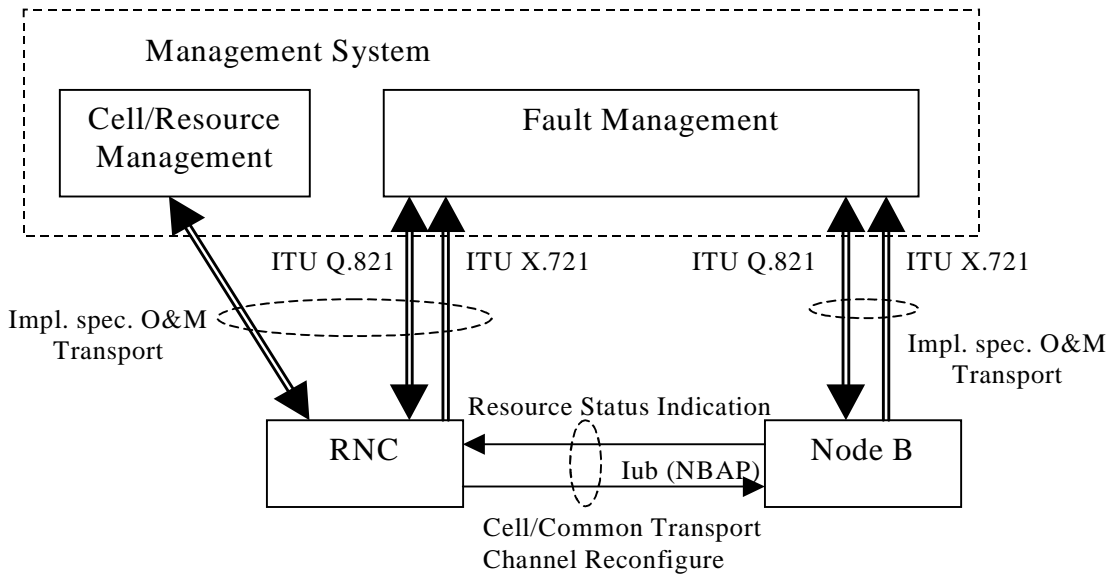 Management System
Cell/Resource
Management
Fault Management
ITU Q.821
ITU X.721
ITU Q.821
ITU X.721
Impl. spec. O&M
Transport
Impl. spec. O&M
Transport
Resource Status Indication
RNC
Node B
Iub (NBAP)
Cell/Common Transport
Channel Reconfigure